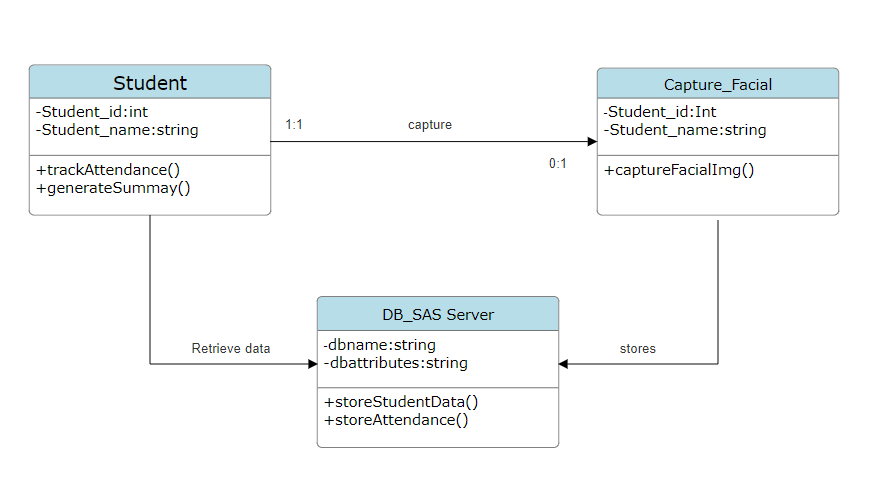 Student
-Student_id:int
-Student_name:string
+trackAttendance()
+generateSummay()
1:1
capture
0:1
Capture_Facial
-Student_id:Int
-Student_name:string
+captureFacialImg()
Retrieve data
stores
DB_SAS Server
-dbname:string
-dbattributes:string
+storeStudentData()
+storeAttendance()